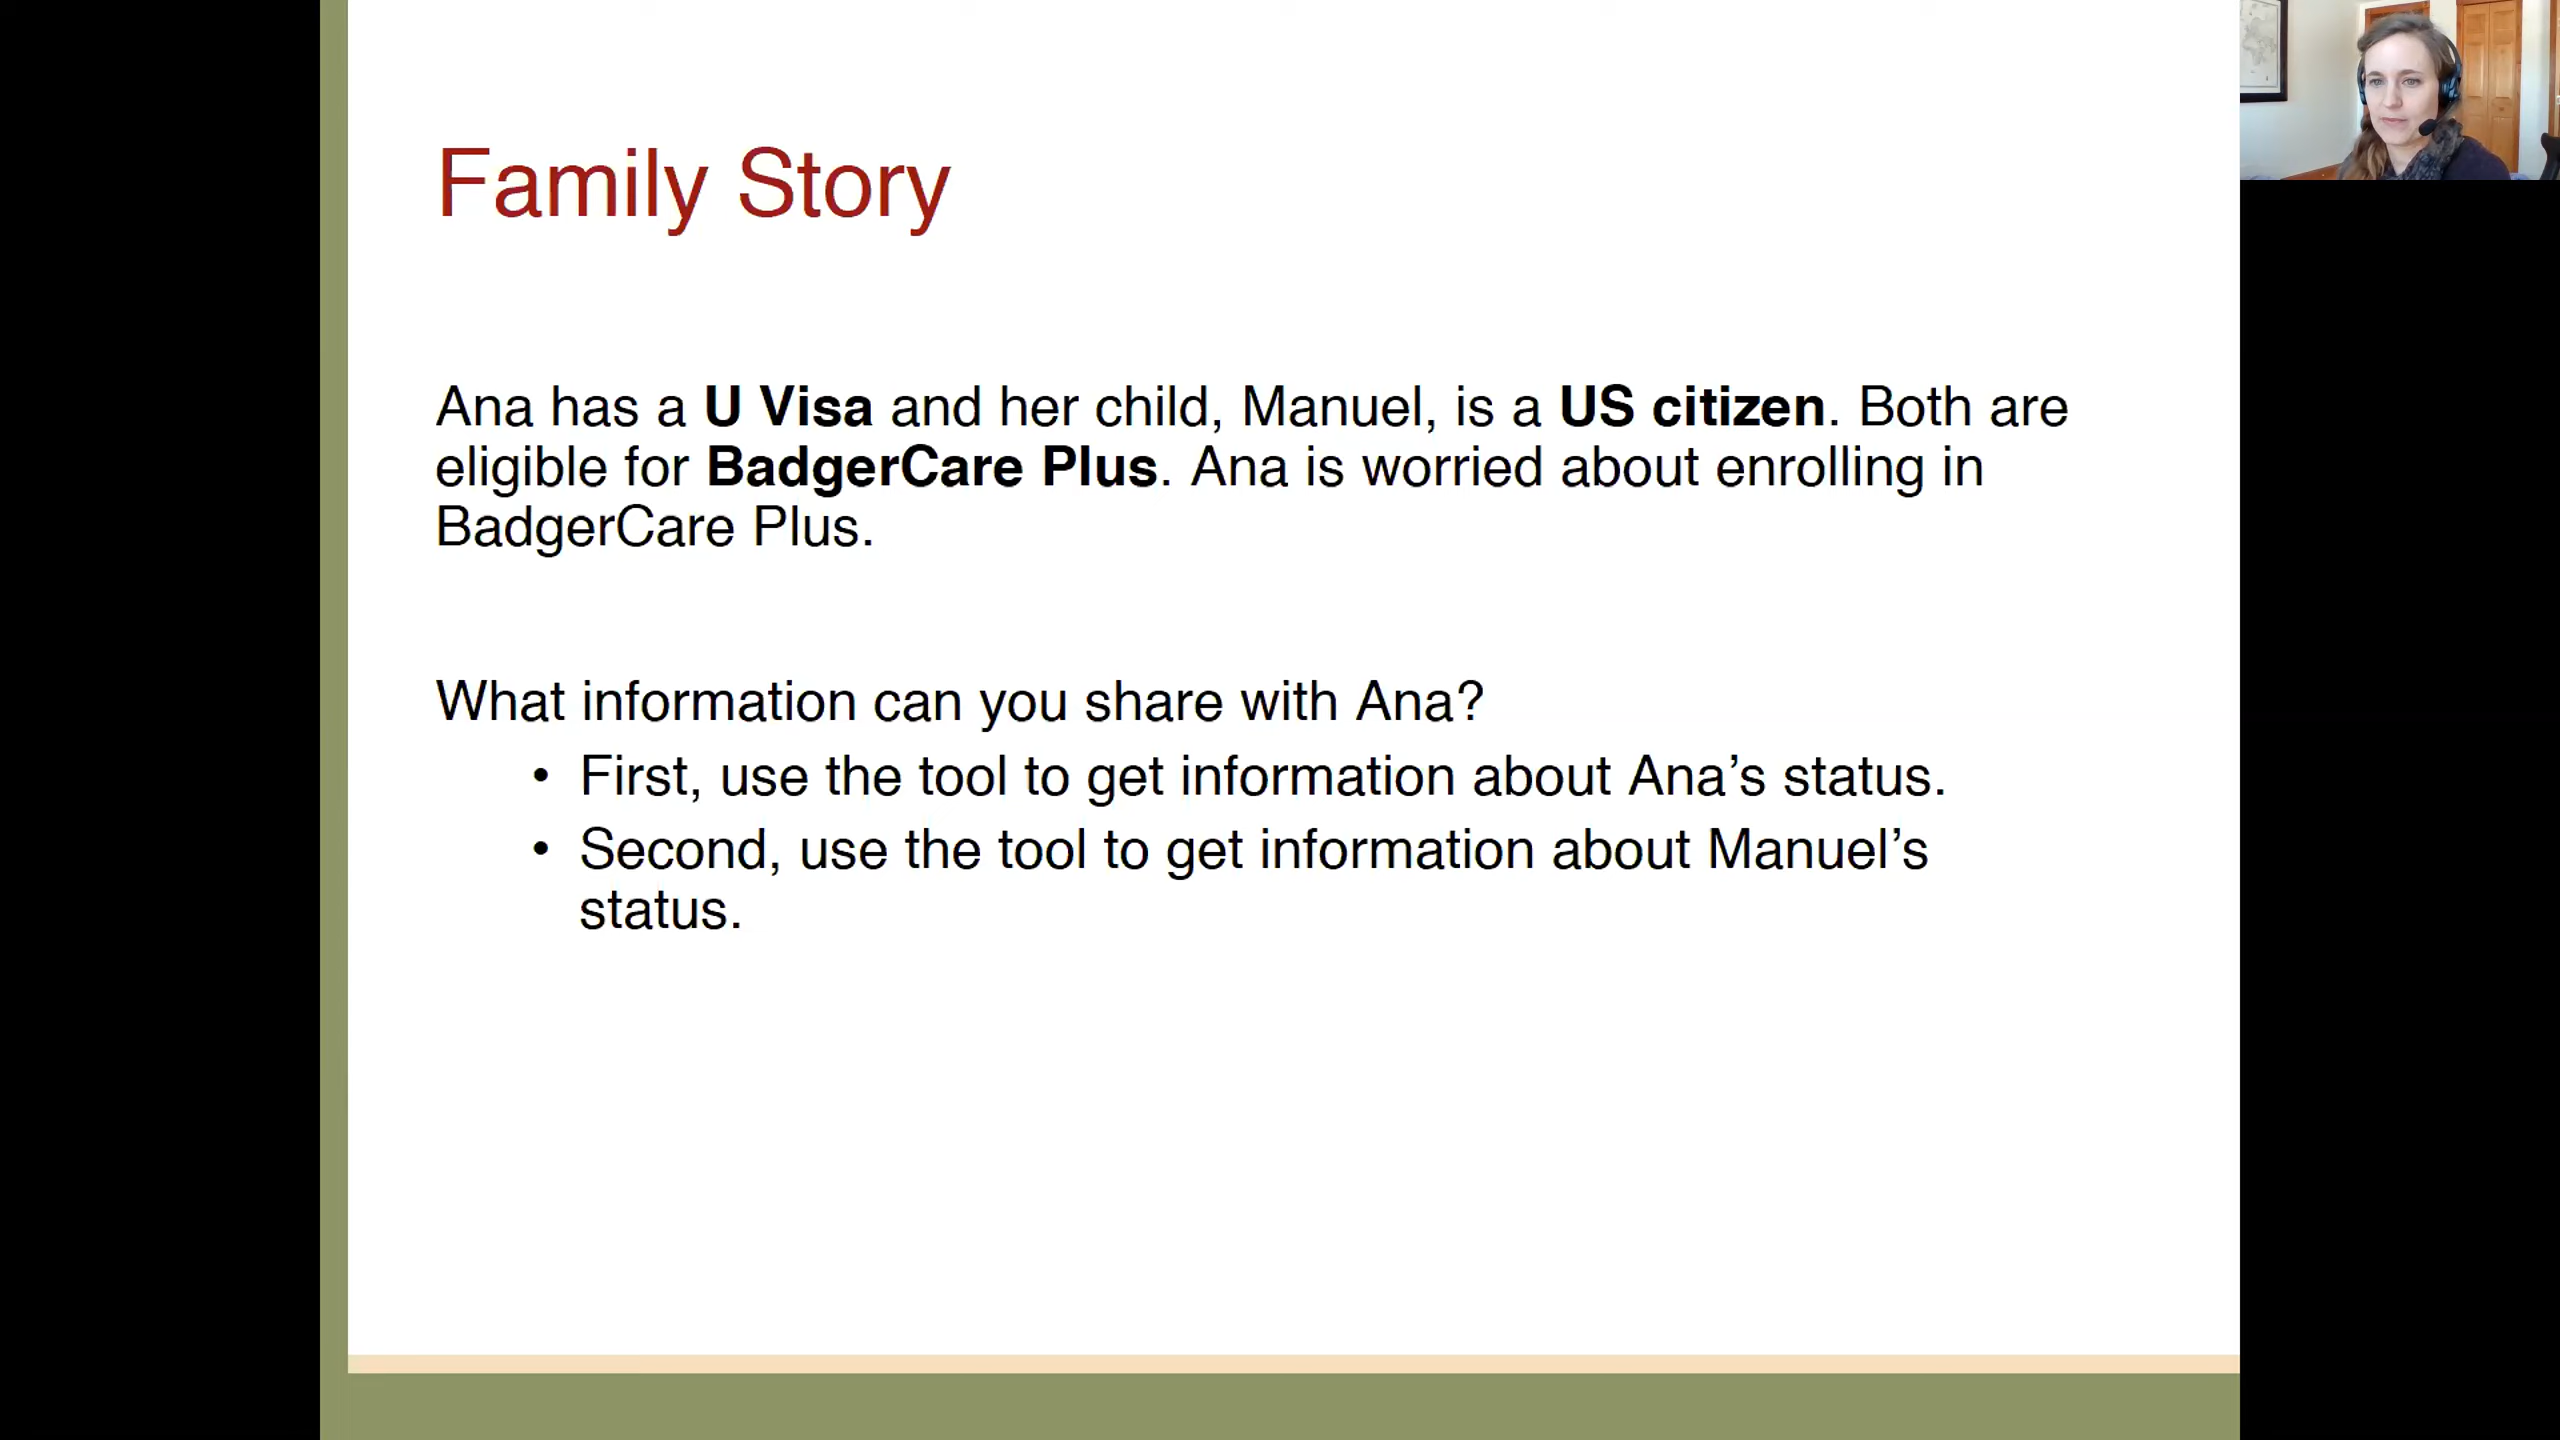 Family Story
Ana has a U Visa and her child, Manuel, is a US citizen. Both are
eligible for BadgerCare Plus. Ana is worried about enrolling in
BadgerCare Plus.
What information can you share with Ana?
• First, use the tool to get information about Ana’s status.
• Second, use the tool to get information about Manuel’s
status.